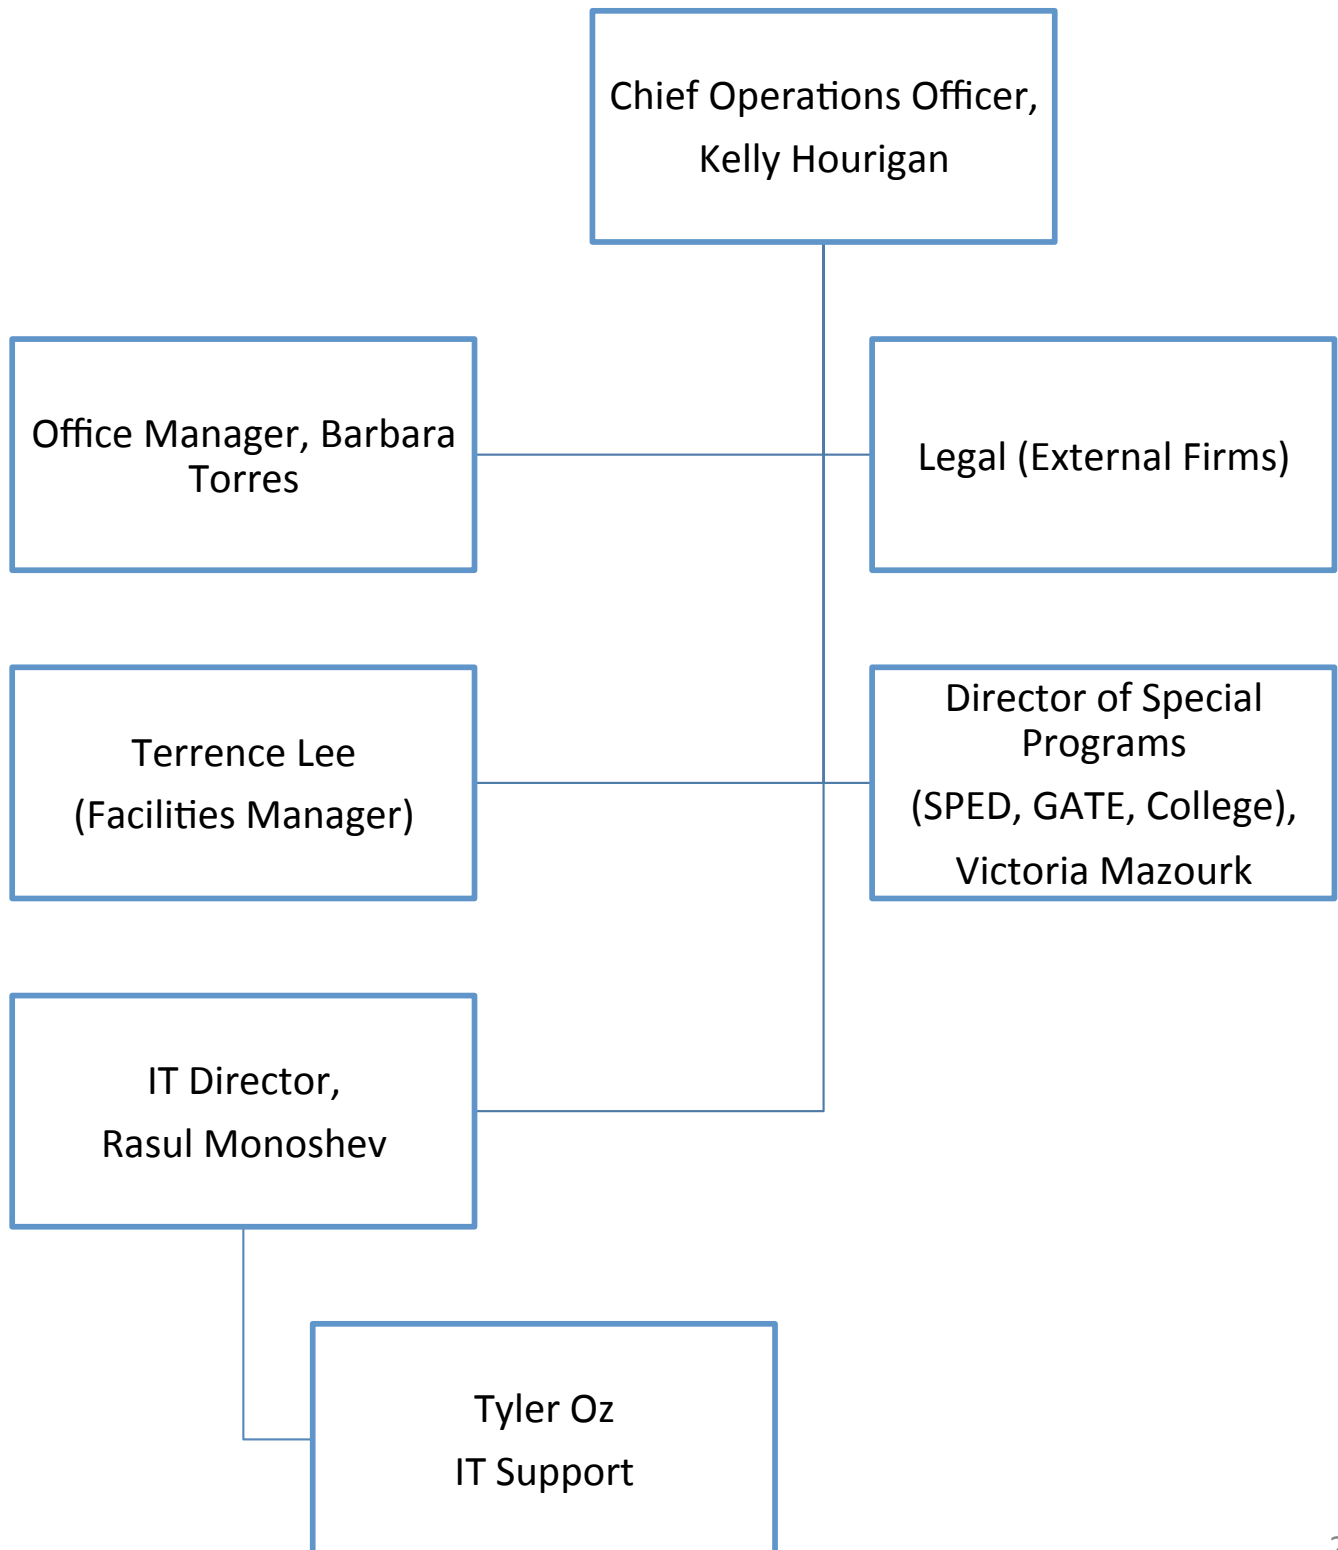 Chief Operations Officer,
Kelly Hourigan
Office Manager, Barbara
Torres
Legal (External Firms)
Terrence Lee
(Facilities Manager)
Director of Special
Programs
(SPED, GATE, College),
Victoria Mazourk
IT Director,
Rasul Monoshev
Tyler Oz
IT Support